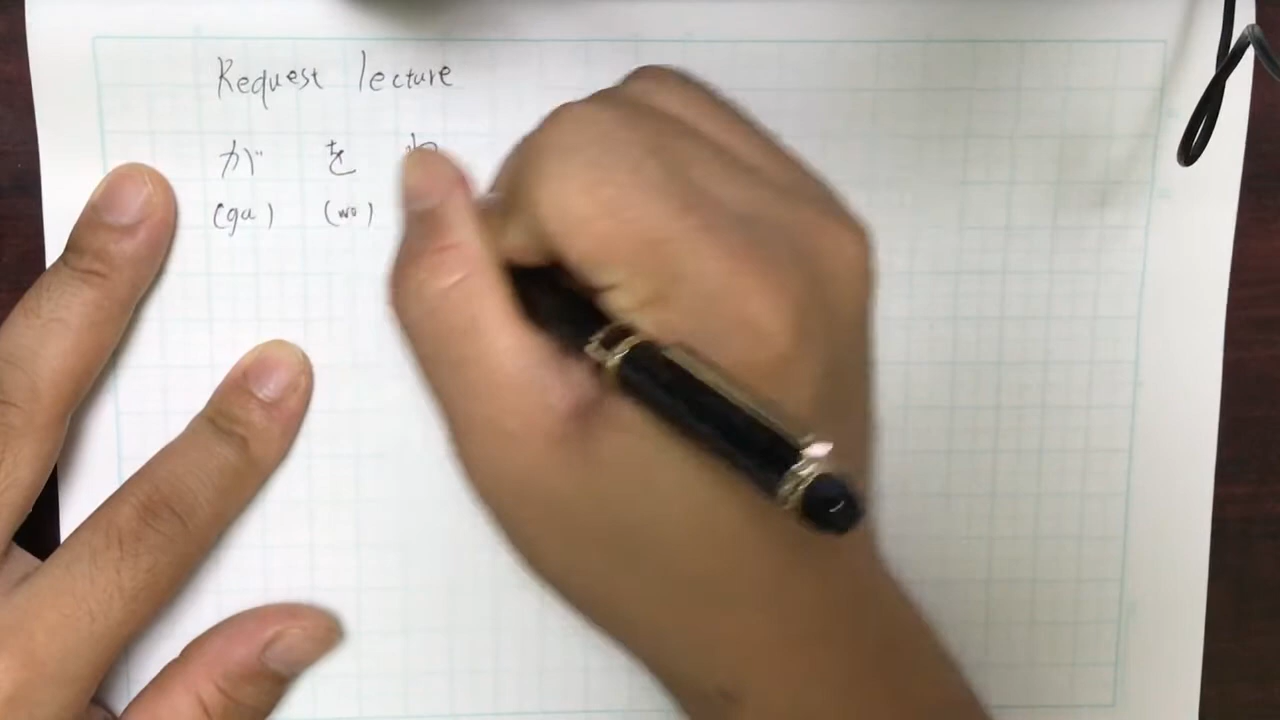 Request lecture
が を
(ga) (wo)